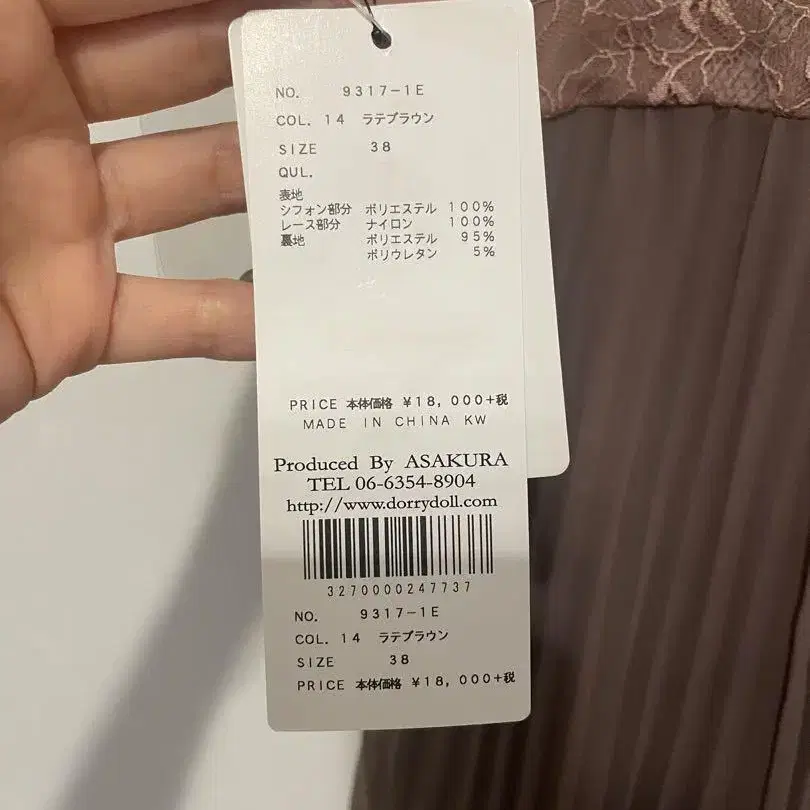 NO. 9317-1E
COL. 14 ラテブラウン
SIZE 38
QUL.
表地
シフォン部分 ポリエステル 100%
レース部分 ナイロン 100%
裏地 ポリエステル 95%
ポリウレタン 5%
PRICE 本体価格 ¥18,000+税
MADE IN CHINA KW
Produced By ASAKURA
TEL 06-6354-8904
http://www.dorrydoll.com
3270000247737
NO. 9317-1E
COL. 14 ラテブラウン
SIZE 38
PRICE 本体価格 ¥18,000+税